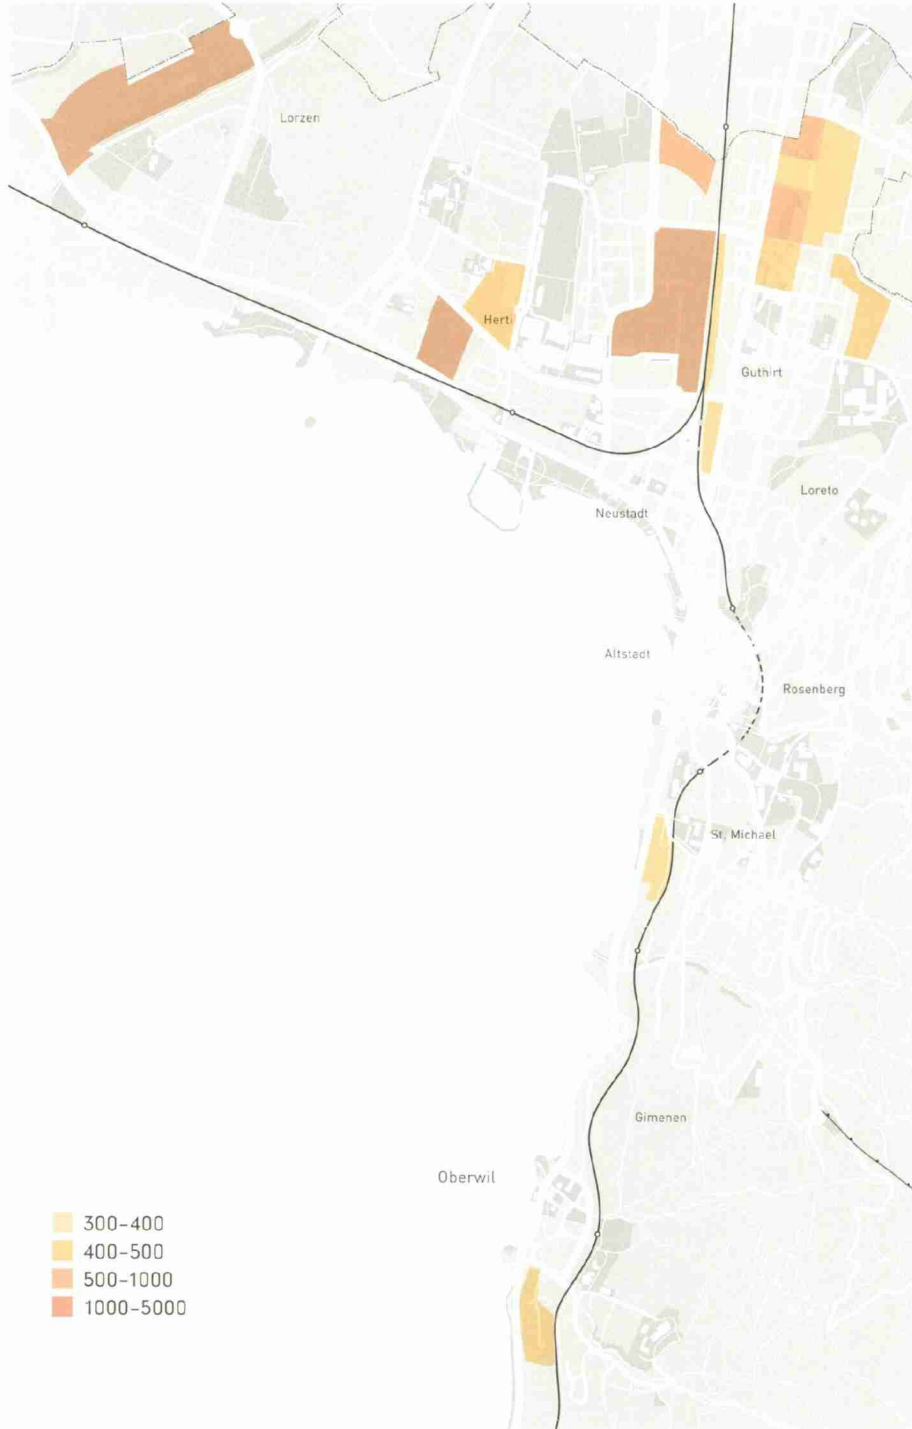 Lorzen
Herti
Guthirt
Loreto
Neustadt
Altstadt
Rosenberg
St. Michael
Gimenen
Oberwil
300–400
400–500
500–1000
1000–5000